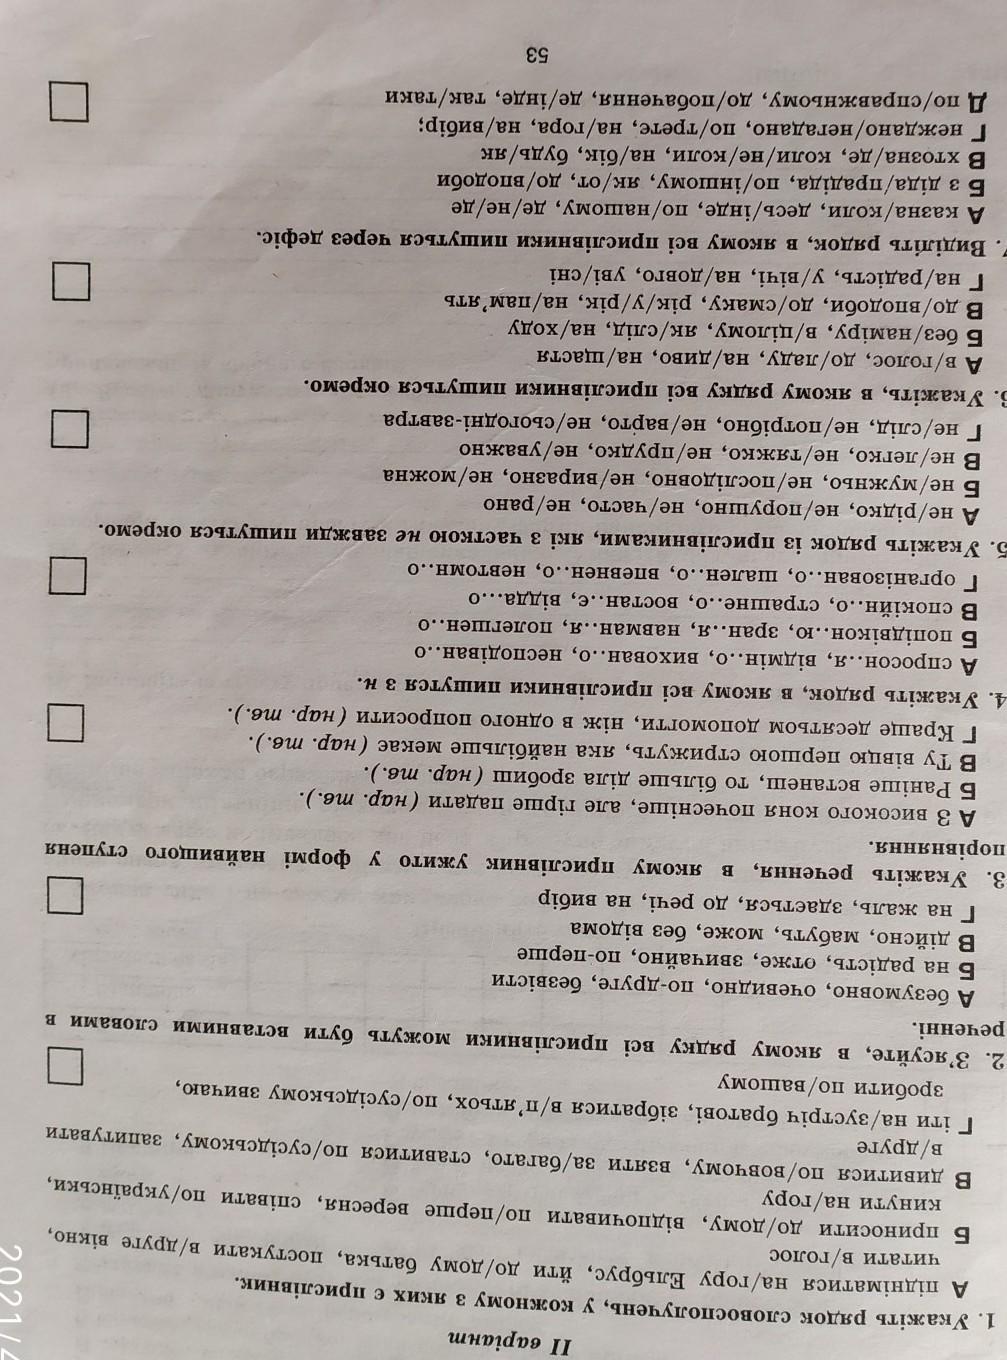 II варіант
1. Укажіть рядок словосполучень, у кожному з яких є прислівник.
А підніматися на/гору Ельбрус, йти до/дому батька, постукати в/друге вікно,
читати в/голос
Б приносити до/дому, відпочивати по/перше вересня, співати по/українськи,
кинути на/гору
В дивитися по/вовчому, взяти за/багато, ставитися по/сусідському, запитувати
в/друге
Г іти на/зустріч братові, зібратися в/п'ятьох, по/сусідському звичаю,
зробити по/вашому
2. З'ясуйте, в якому рядку всі прислівники можуть бути вставними словами в
реченні.
А безумовно, очевидно, по-друге, безвісти
Б на радість, отже, звичайно, по-перше
В дійсно, мабуть, може, без відома
Г на жаль, здається, до речі, на вибір
3. Укажіть речення, в якому прислівник ужито у формі найвищого ступеня
порівняння.
А З високого коня почесніше, але гірше падати (нар. тв.).
Б Раніше встанеш, то більше діла зробиш (нар. тв.).
В Ту вівцю першою стрижуть, яка найбільше мекає (нар. тв.).
Г Краще десятьом допомогти, ніж в одного попросити (нар. тв.).
4. Укажіть рядок, в якому всі прислівники пишутся з н.
А спросон..я, відмін..о, вихован..о, несподіван..о
Б попідвікон..ю, зран..я, навман..я, полегшен..о
В спокійн..о, страшне..о, востан..є, відда...о
Г організован..о, шален..о, впевнен..о, невтомн..о
5. Укажіть рядок із прислівниками, які з часткою не завжди пишуться окремо.
А не/рідко, не/порушно, не/часто, не/рано
Б не/мужньо, не/послідовно, не/виразно, не/можна
В не/легко, не/тяжко, не/прудко, не/уважно
Г не/слід, не/потрібно, не/варто, не/сьогодні-завтра
6. Укажіть, в якому рядку всі прислівники пишуться окремо.
А в/голос, до/ладу, на/диво, на/щастя
Б без/наміру, в/цілому, як/слід, на/ходу
В до/вподоби, до/смаку, рік/у/рік, на/пам'ять
Г на/радість, у/вічі, на/довго, уві/сні
7. Виділіть рядок, в якому всі прислівники пишуться через дефіс.
А казна/коли, десь/інде, по/нашому, де/не/де
Б з діда/прадіда, по/іншому, як/от, до/вподоби
В хтозна/де, коли/не/коли, на/бік, будь/як
Г неждано/негадано, по/третє, на/гора, на/вибір;
Д по/справжньому, до/побачення, де/інде, так/таки
53
2021/4